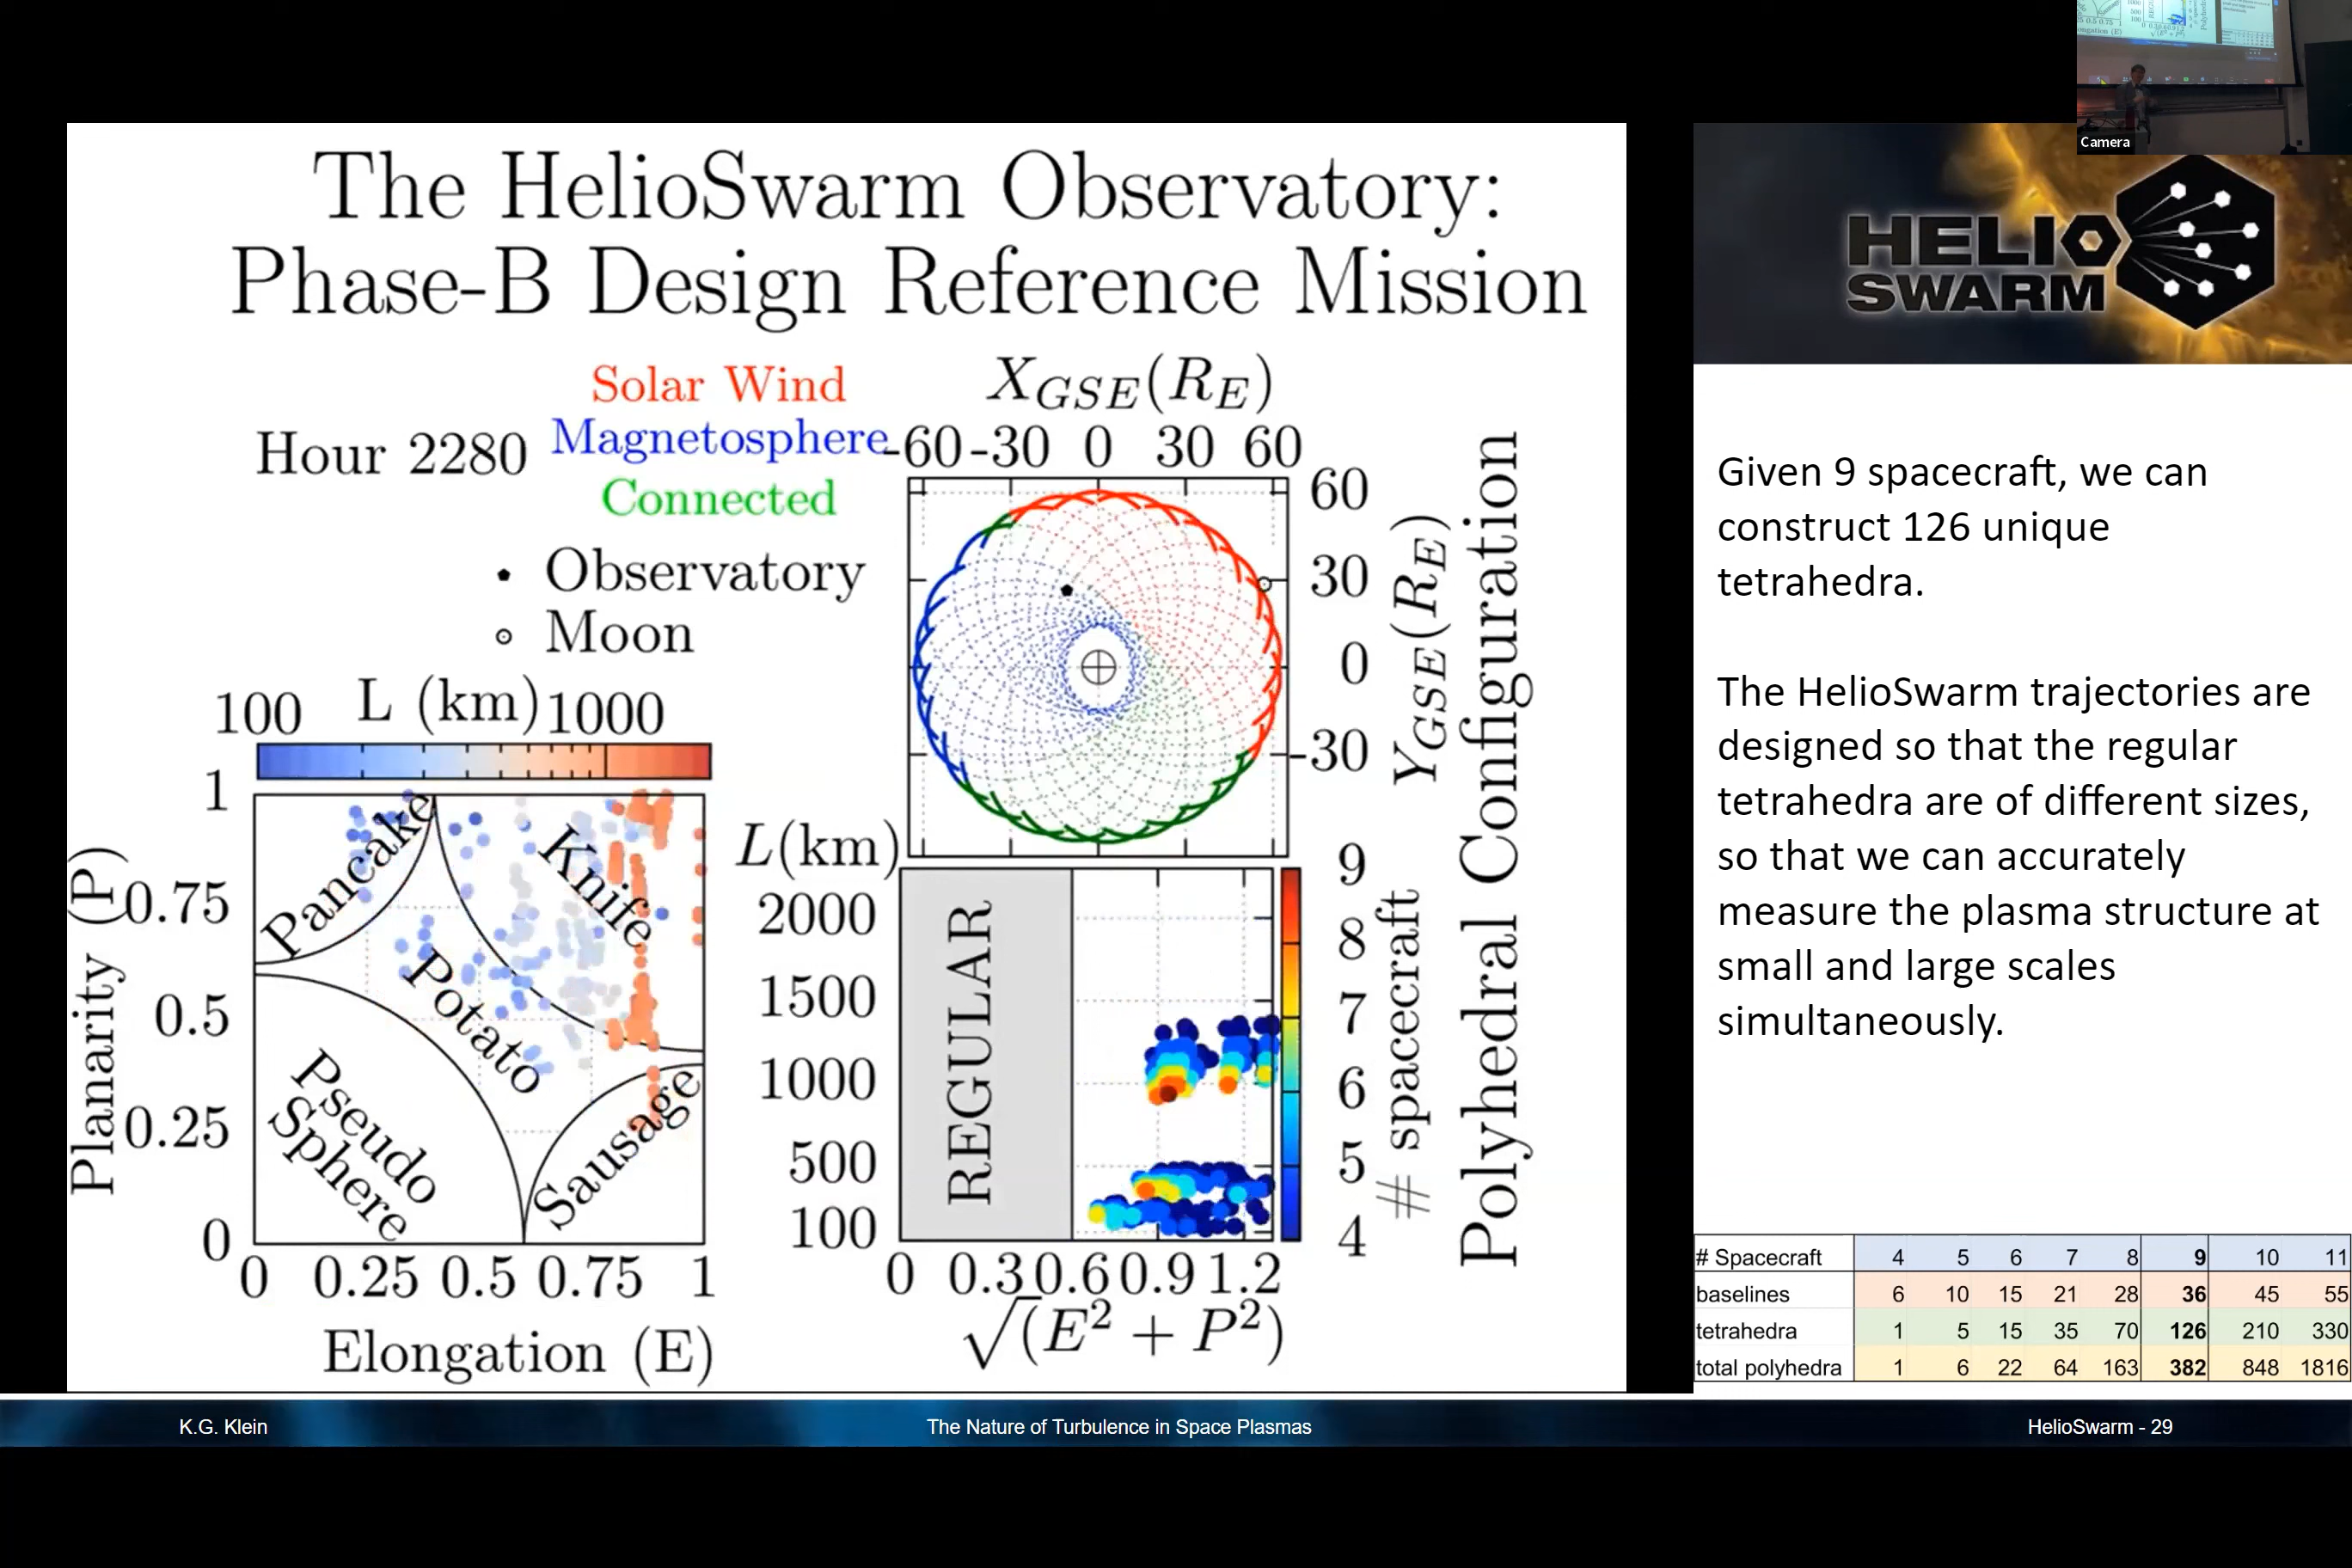 Camera
The HelioSwarm Observatory:
Phase-B Design Reference Mission
HELIO
SWARM
Hour 2280
Solar Wind
Magnetosphere
Connected
Observatory
Moon
X_GSE(R_E)
-60 -30 0 30 60
60
30
0
-30
Y_GSE(R_E)
Polyhedral Configuration
100 L (km) 1000
1
0.75
0.5
0.25
0
Planarity (P)
Pancake
Knife
Potato
Pseudo
Sphere
Sausage
0 0.25 0.5 0.75 1
Elongation (E)
L(km)
2000
1500
1000
500
100
REGULAR
9
8
7
6
5
4
# spacecraft
0 0.3 0.6 0.9 1.2
√(E² + P²)
Given 9 spacecraft, we can
construct 126 unique
tetrahedra.
The HelioSwarm trajectories are
designed so that the regular
tetrahedra are of different sizes,
so that we can accurately
measure the plasma structure at
small and large scales
simultaneously.
# Spacecraft 4 5 6 7 8 9 10 11
baselines 6 10 15 21 28 36 45 55
tetrahedra 1 5 15 35 70 126 210 330
total polyhedra 1 6 22 64 163 382 848 1816
K.G. Klein
The Nature of Turbulence in Space Plasmas
HelioSwarm - 29